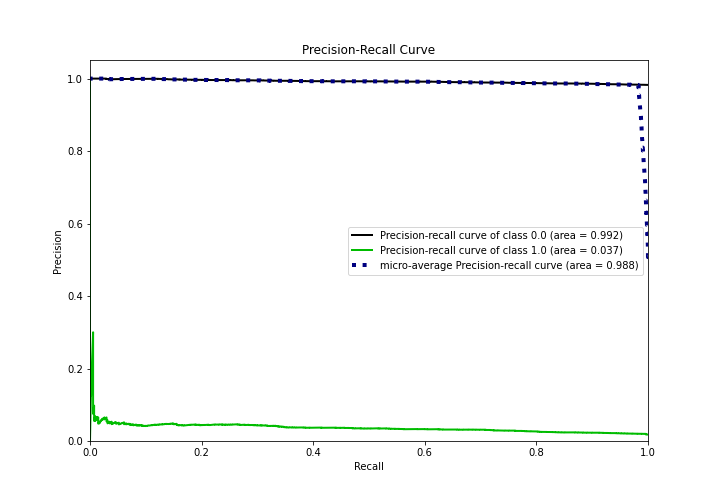 Precision-Recall Curve
1.0
0.8
0.6
0.4
0.2
0.0
Precision
Precision-recall curve of class 0.0 (area = 0.992)
Precision-recall curve of class 1.0 (area = 0.037)
micro-average Precision-recall curve (area = 0.988)
0.0 0.2 0.4 0.6 0.8 1.0
Recall